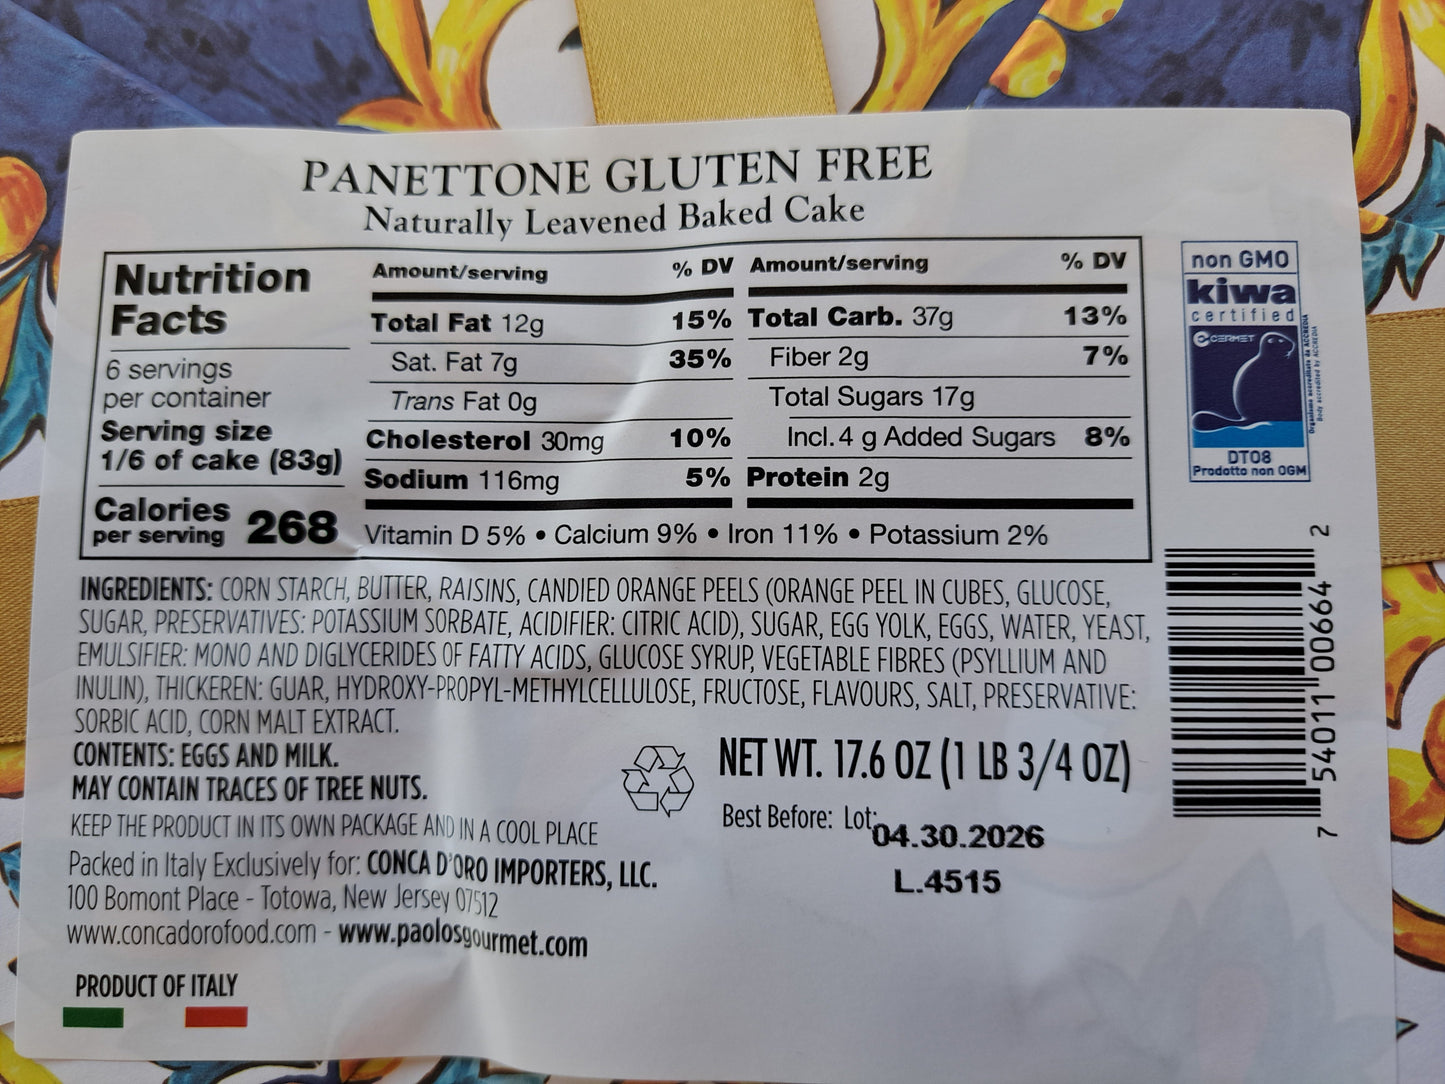 PANETTONE GLUTEN FREE
Naturally Leavened Baked Cake
Nutrition
Facts
6 servings
per container
Serving size
1/6 of cake (83g)
Calories
per serving 268
Amount/serving % DV
Total Fat 12g 15%
Sat. Fat 7g 35%
Trans Fat 0g
Cholesterol 30mg 10%
Sodium 116mg 5%
Amount/serving % DV
Total Carb. 37g 13%
Fiber 2g 7%
Total Sugars 17g
Incl. 4 g Added Sugars 8%
Protein 2g
Vitamin D 5% • Calcium 9% • Iron 11% • Potassium 2%
non GMO
kiwa
certified
CERMET
Organismo accreditato da ACCREDIA
Body accredited by ACCREDIA
DT08
Prodotto non OGM
INGREDIENTS: CORN STARCH, BUTTER, RAISINS, CANDIED ORANGE PEELS (ORANGE PEEL IN CUBES, GLUCOSE,
SUGAR, PRESERVATIVES: POTASSIUM SORBATE, ACIDIFIER: CITRIC ACID), SUGAR, EGG YOLK, EGGS, WATER, YEAST,
EMULSIFIER: MONO AND DIGLYCERIDES OF FATTY ACIDS, GLUCOSE SYRUP, VEGETABLE FIBRES (PSYLLIUM AND
INULIN), THICKEREN: GUAR, HYDROXY-PROPYL-METHYLCELLULOSE, FRUCTOSE, FLAVOURS, SALT, PRESERVATIVE:
SORBIC ACID, CORN MALT EXTRACT.
CONTENTS: EGGS AND MILK.
MAY CONTAIN TRACES OF TREE NUTS.
KEEP THE PRODUCT IN ITS OWN PACKAGE AND IN A COOL PLACE
Packed in Italy Exclusively for: CONCA D'ORO IMPORTERS, LLC.
100 Bomont Place - Totowa, New Jersey 07512
www.concadorofood.com - www.paolosgourmet.com
PRODUCT OF ITALY
NET WT. 17.6 OZ (1 LB 3/4 OZ)
Best Before: Lot:
04.30.2026
L.4515
7 54011 00664 2